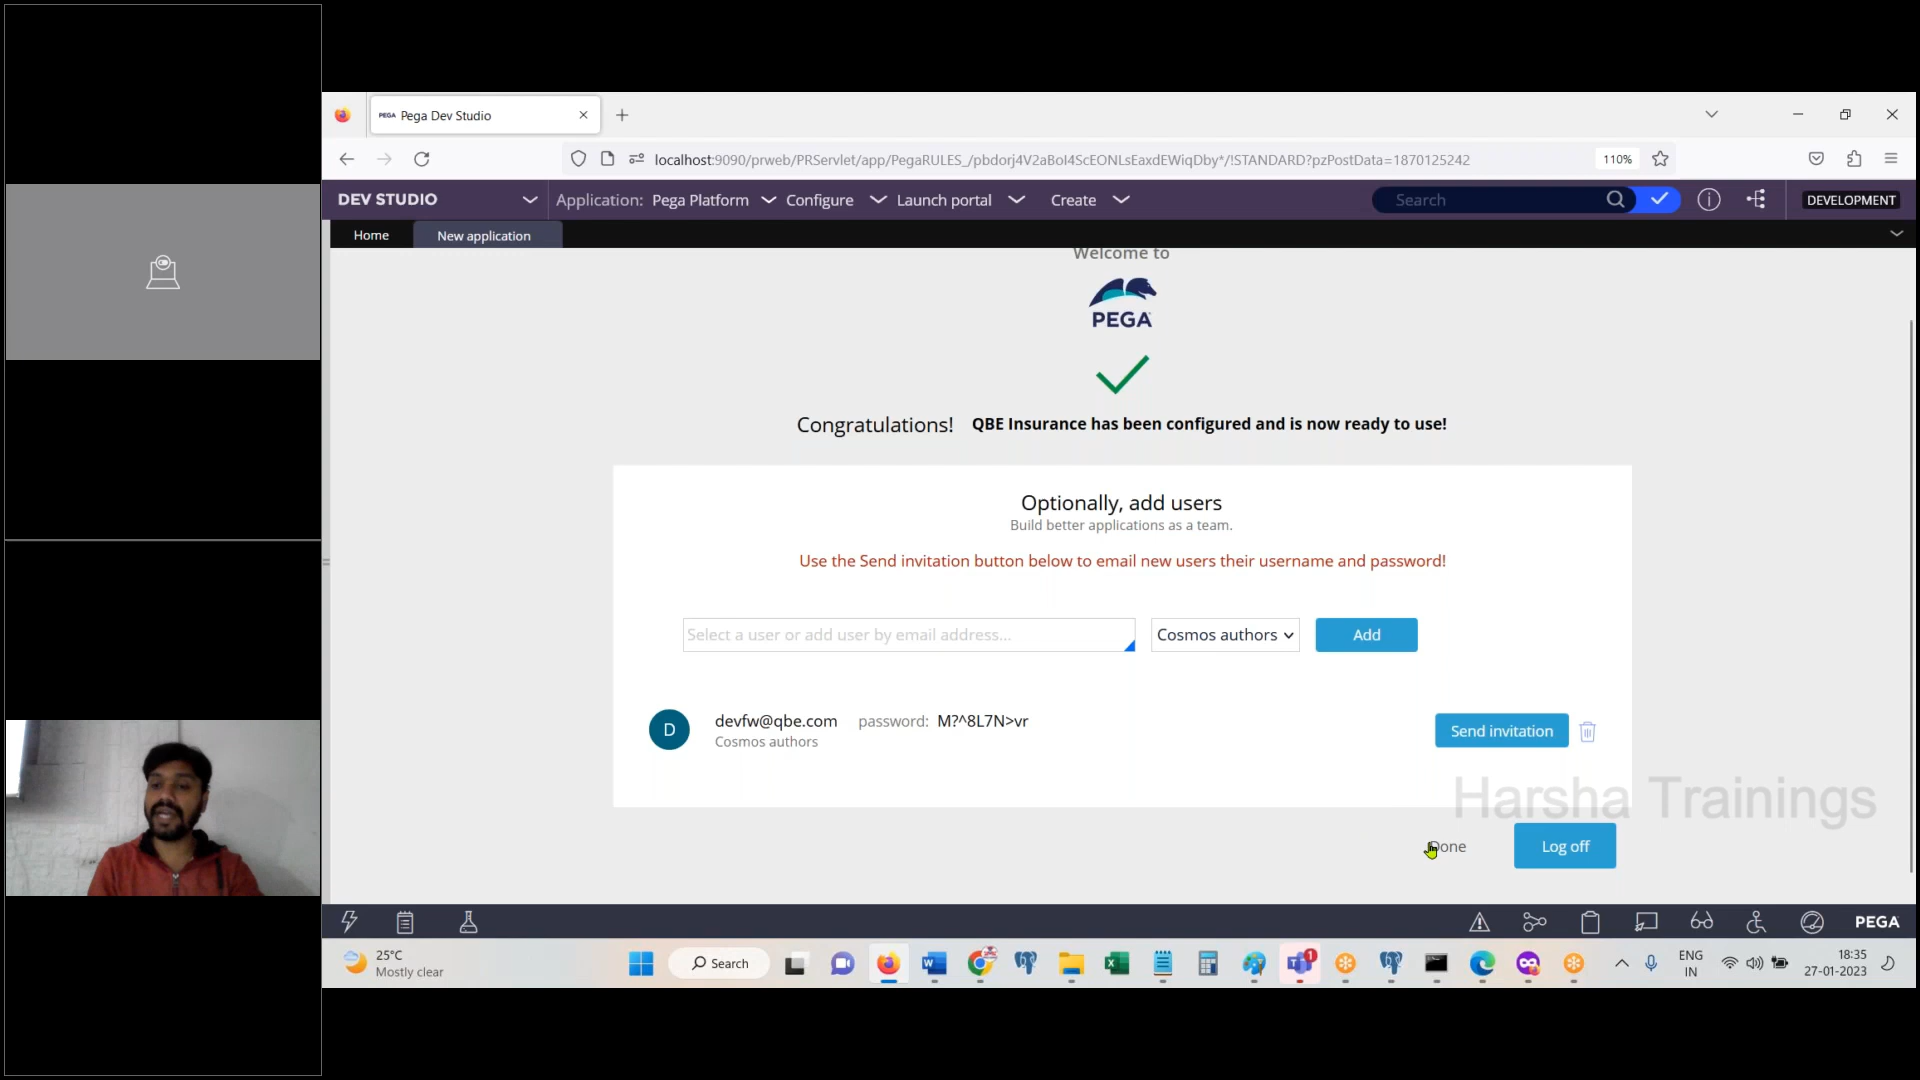 PEGA Pega Dev Studio
localhost:9090/prweb/PRServlet/app/PegaRULES_/pbdorj4V2aBoI4ScEONLsEaxdEWiqDby*/!STANDARD?pzPostData=1870125242
110%
DEV STUDIO
Application: Pega Platform
Configure
Launch portal
Create
Search
DEVELOPMENT
Home
New application
Welcome to
PEGA
Congratulations! QBE Insurance has been configured and is now ready to use!
Optionally, add users
Build better applications as a team.
Use the Send invitation button below to email new users their username and password!
Select a user or add user by email address...
Cosmos authors
Add
D
devfw@qbe.com password: M?^8L7N>vr
Cosmos authors
Send invitation
Harsha Trainings
Done
Log off
PEGA
25°C
Mostly clear
Search
1
ENG
IN
18:35
27-01-2023